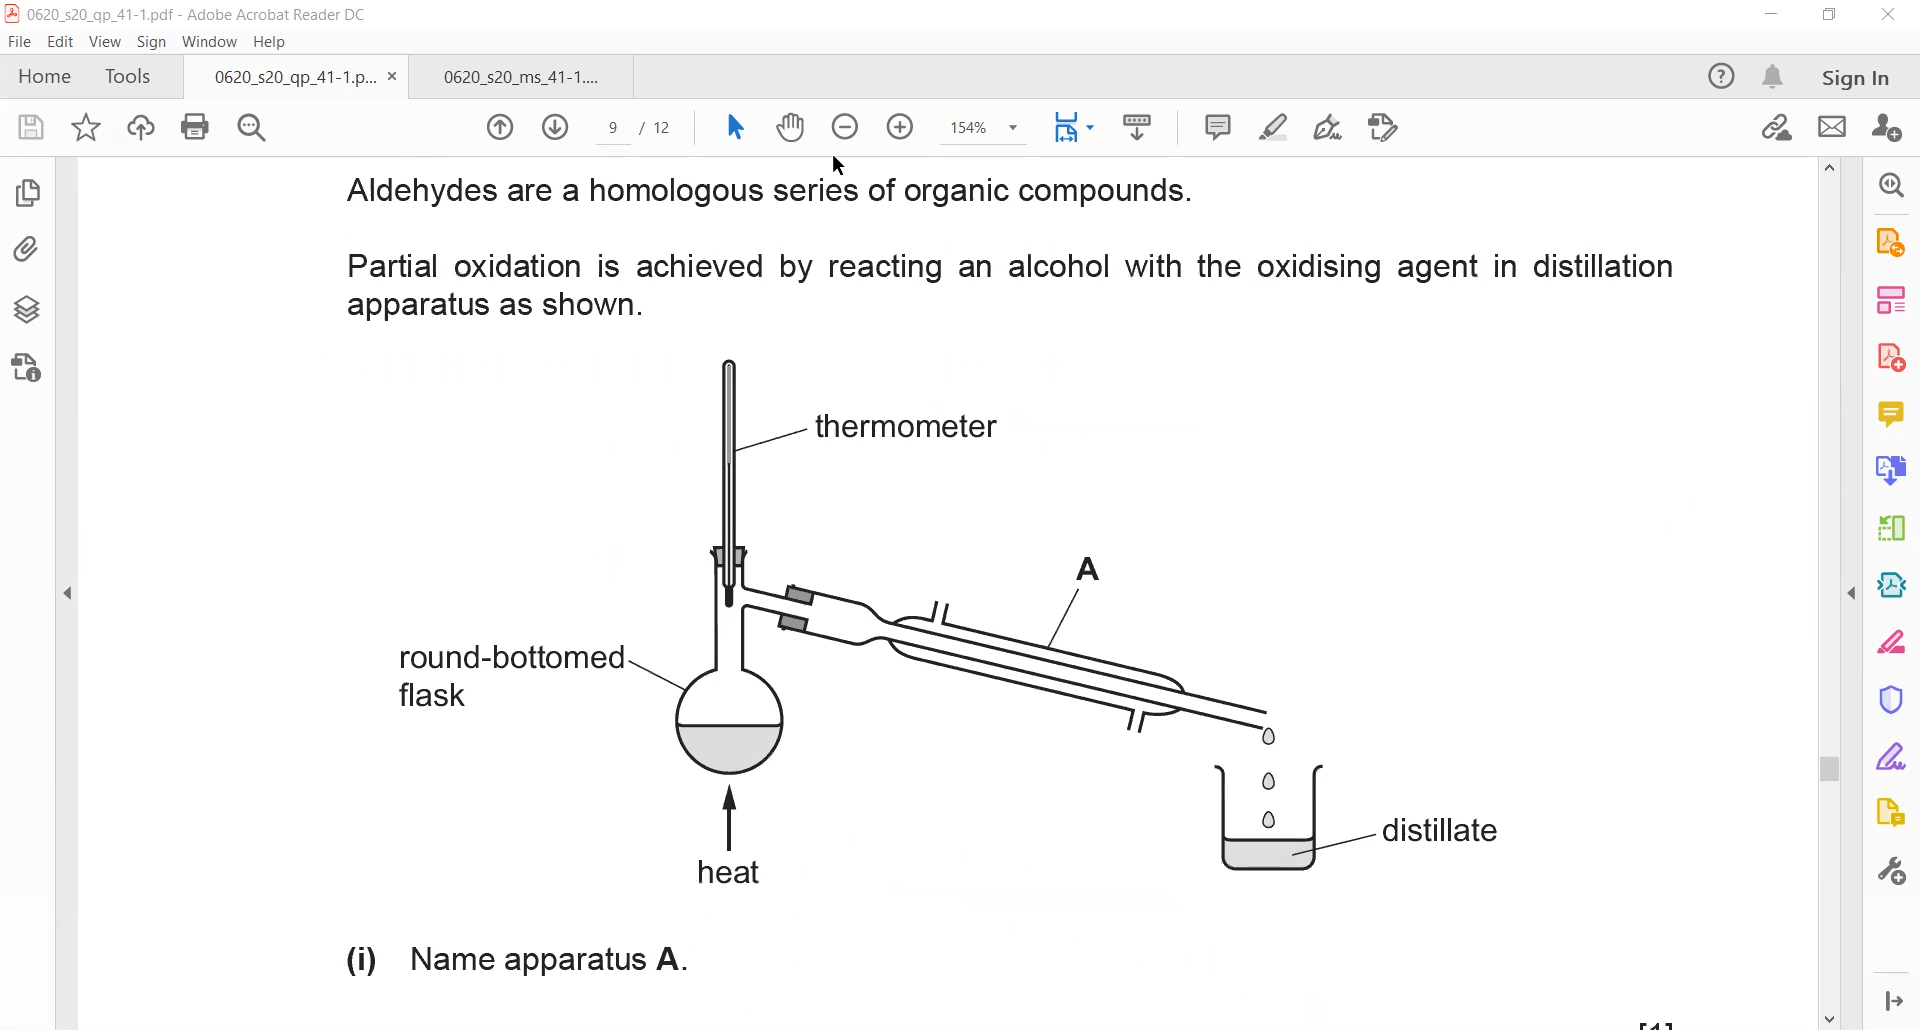 0620_s20_qp_41-1.pdf - Adobe Acrobat Reader DC
File Edit View Sign Window Help
Home Tools 0620_s20_qp_41-1.p... × 0620_s20_ms_41-1.... Sign In
9 / 12 154%
Aldehydes are a homologous series of organic compounds.
Partial oxidation is achieved by reacting an alcohol with the oxidising agent in distillation
apparatus as shown.
thermometer
A
round-bottomed
flask
distillate
heat
(i) Name apparatus A.